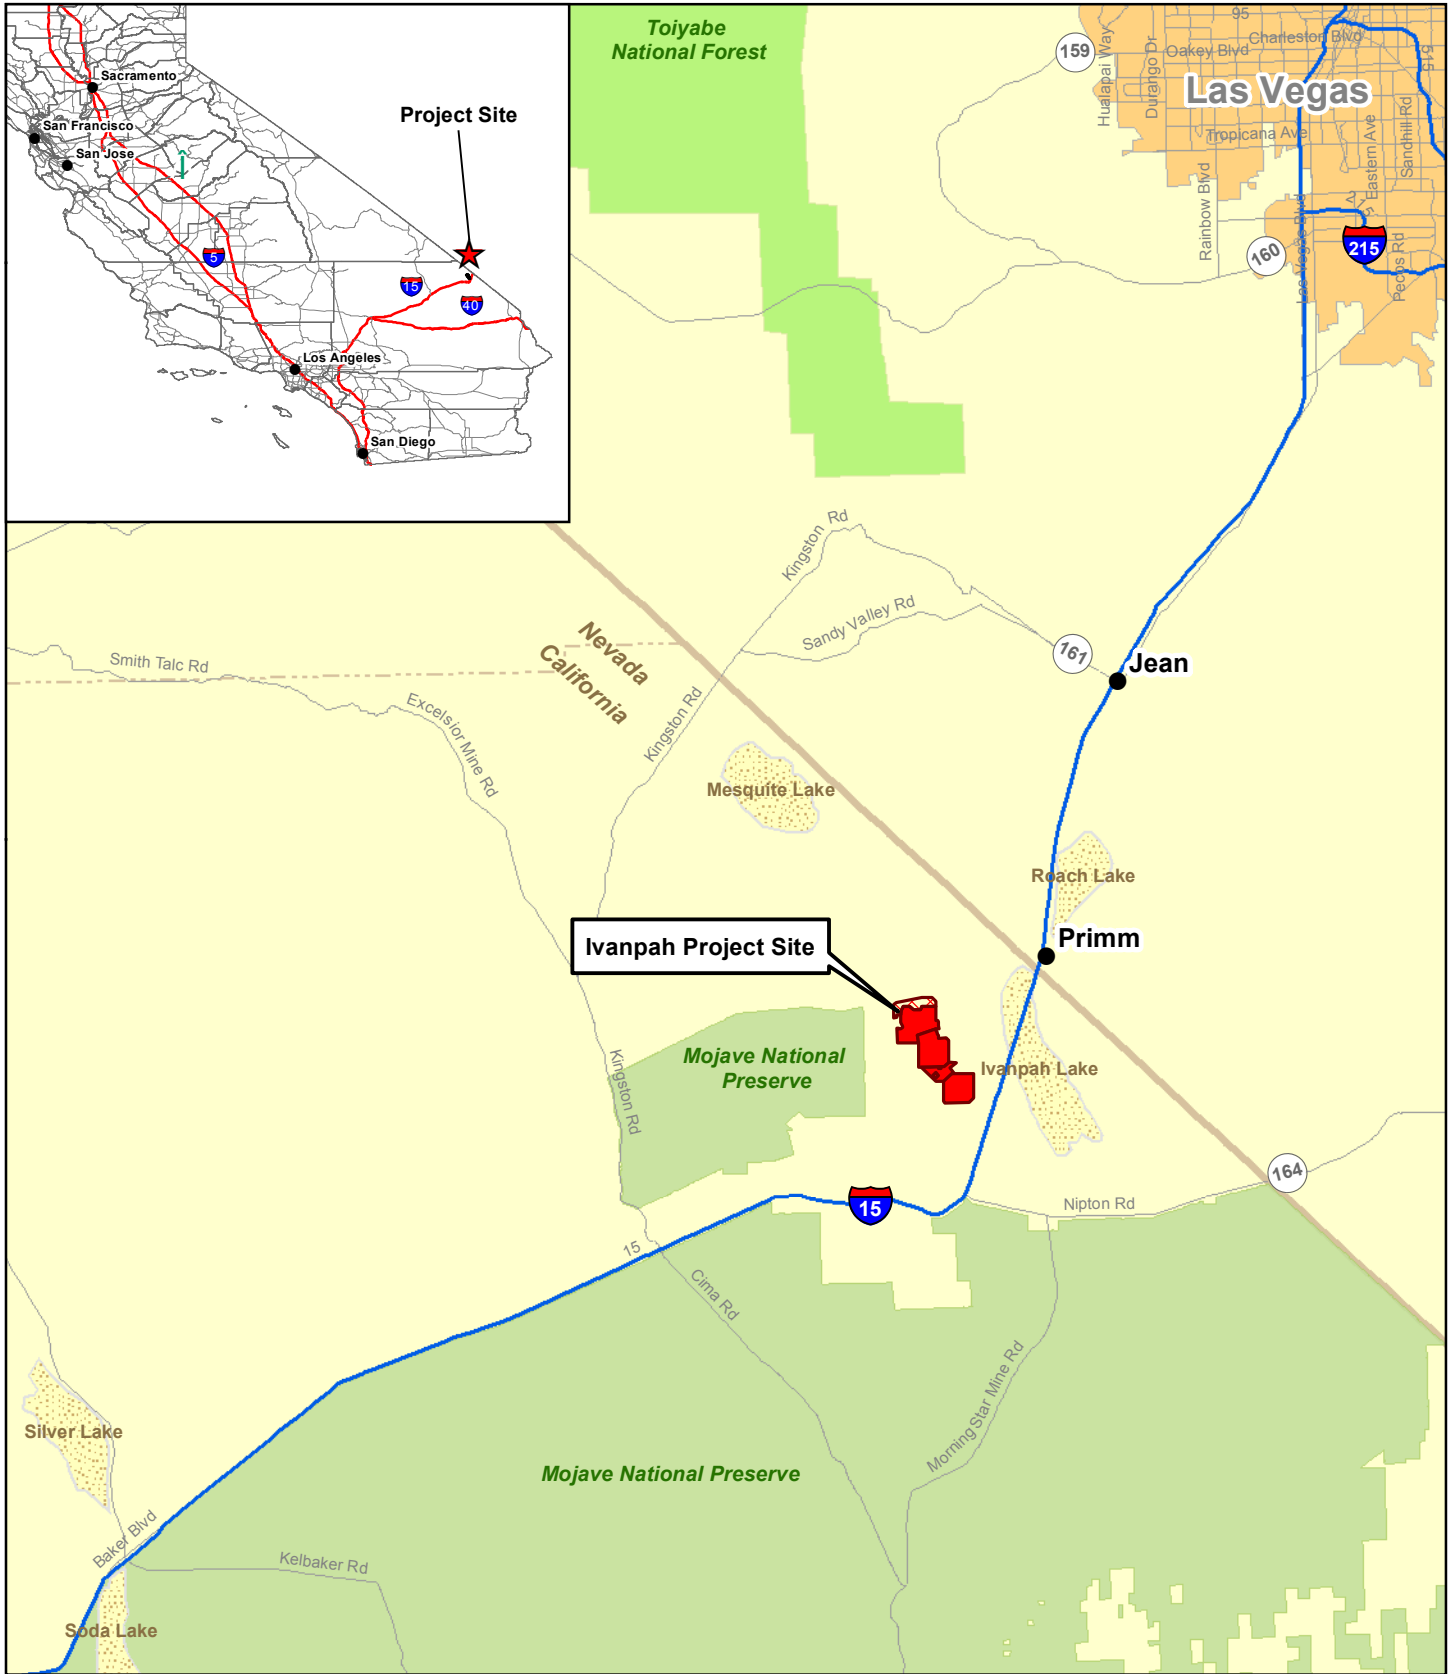 Toiyabe
National Forest
159
Hualapai Way
Durango Dr
95
Oakey Blvd
Charleston Blvd
515
Las Vegas
Tropicana Ave
Sandhill Rd
Eastern Ave
Rainbow Blvd
Las Vegas Blvd
215
160
215
Pecos Rd
Sacramento
San Francisco
San Jose
Project Site
5
15
40
Los Angeles
San Diego
Kingston Rd
Sandy Valley Rd
161
Jean
Nevada
California
Smith Talc Rd
Excelsior Mine Rd
Kingston Rd
Mesquite Lake
Roach Lake
Primm
Ivanpah Project Site
Mojave National
Preserve
Kingston Rd
Ivanpah Lake
164
Nipton Rd
15
15
Cima Rd
Morning Star Mine Rd
Silver Lake
Mojave National Preserve
Baker Blvd
Kelbaker Rd
Soda Lake